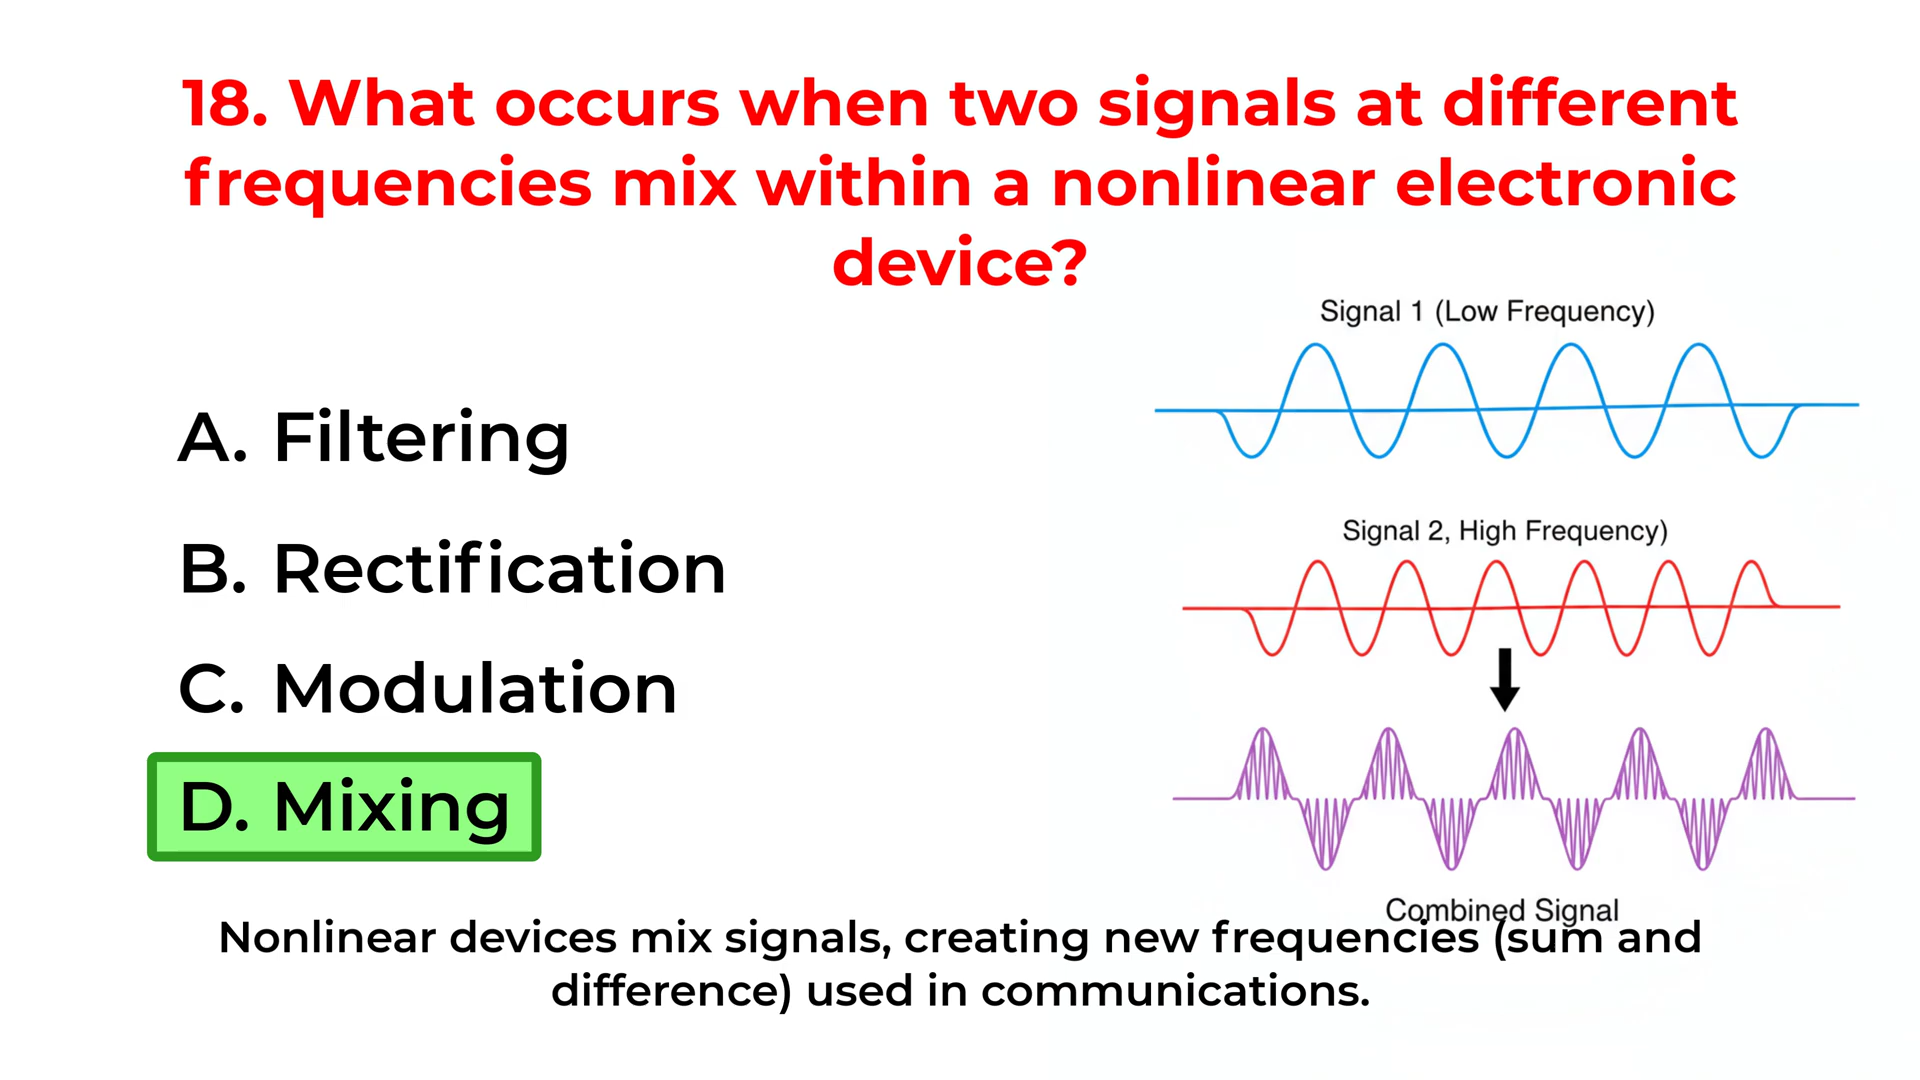 18. What occurs when two signals at different
frequencies mix within a nonlinear electronic
device?
A. Filtering
B. Rectification
C. Modulation
D. Mixing
Signal 1 (Low Frequency)
Signal 2, High Frequency)
Combined Signal
Nonlinear devices mix signals, creating new frequencies (sum and
difference) used in communications.